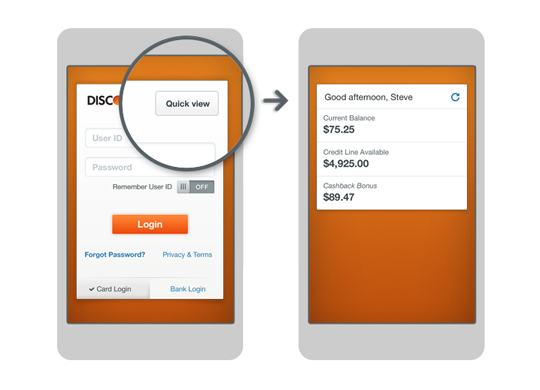 DISC
Quick view
User ID
Password
Remember User ID OFF
Login
Forgot Password? Privacy & Terms
Card Login Bank Login
Good afternoon, Steve
Current Balance
$75.25
Credit Line Available
$4,925.00
Cashback Bonus
$89.47